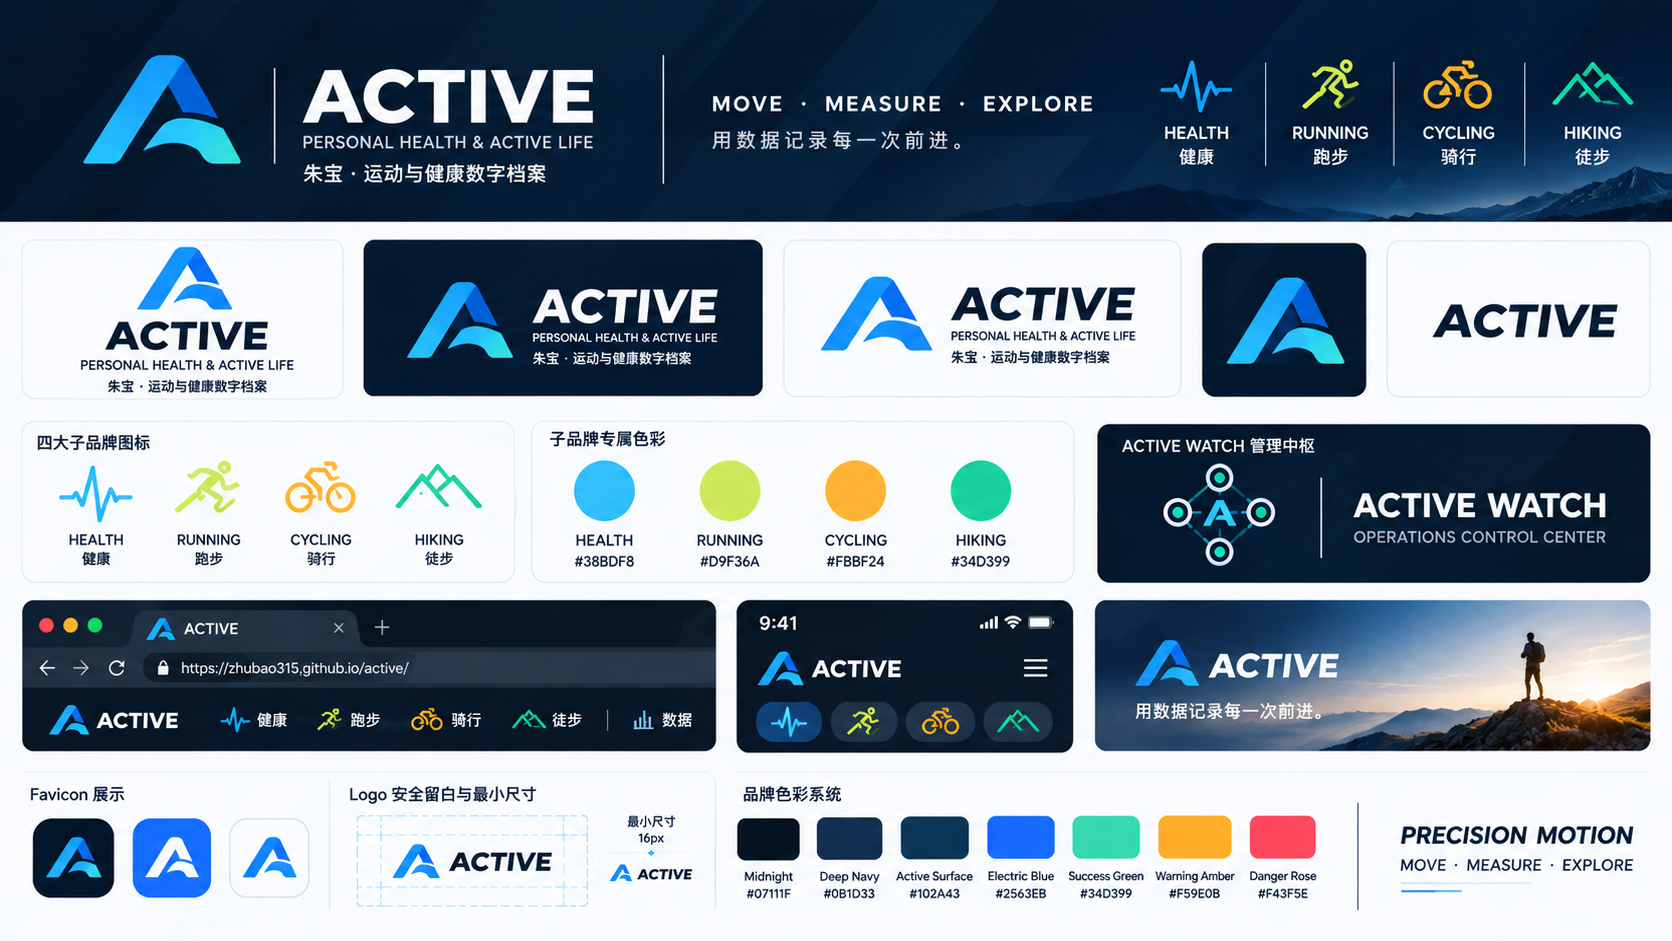 ACTIVE
PERSONAL HEALTH & ACTIVE LIFE
朱宝 · 运动与健康数字档案
MOVE · MEASURE · EXPLORE
用数据记录每一次前进。
HEALTH
健康
RUNNING
跑步
CYCLING
骑行
HIKING
徒步
ACTIVE
PERSONAL HEALTH & ACTIVE LIFE
朱宝 · 运动与健康数字档案
ACTIVE
PERSONAL HEALTH & ACTIVE LIFE
朱宝 · 运动与健康数字档案
ACTIVE
PERSONAL HEALTH & ACTIVE LIFE
朱宝 · 运动与健康数字档案
ACTIVE
四大子品牌图标
HEALTH
健康
RUNNING
跑步
CYCLING
骑行
HIKING
徒步
子品牌专属色彩
HEALTH
#38BDF8
RUNNING
#D9F36A
CYCLING
#FBBF24
HIKING
#34D399
ACTIVE WATCH 管理中枢
ACTIVE WATCH
OPERATIONS CONTROL CENTER
ACTIVE
https://zhubao315.github.io/active/
ACTIVE
健康
跑步
骑行
徒步
数据
9:41
ACTIVE
ACTIVE
用数据记录每一次前进。
Favicon 展示
Logo 安全留白与最小尺寸
ACTIVE
最小尺寸
16px
ACTIVE
品牌色彩系统
Midnight
#07111F
Deep Navy
#0B1D33
Active Surface
#102A43
Electric Blue
#2563EB
Success Green
#34D399
Warning Amber
#F59E0B
Danger Rose
#F43F5E
PRECISION MOTION
MOVE · MEASURE · EXPLORE